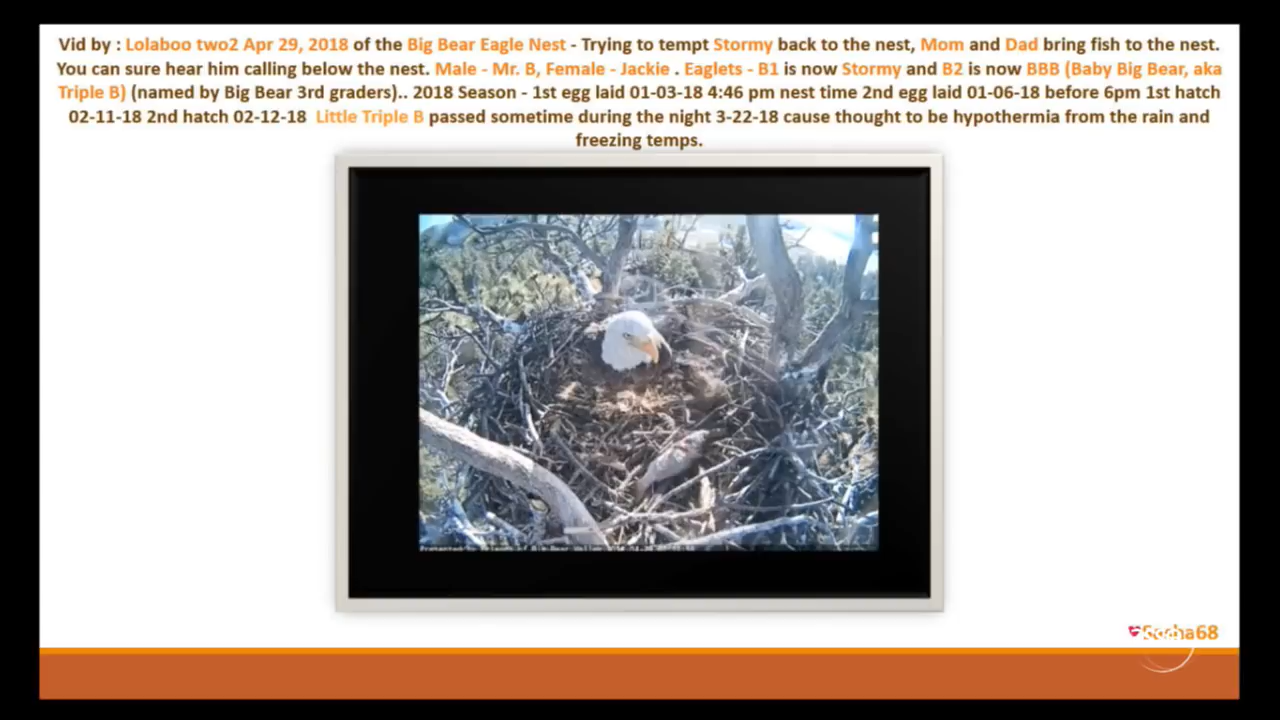 Vid by : Lolaboo two2 Apr 29, 2018 of the Big Bear Eagle Nest - Trying to tempt Stormy back to the nest, Mom and Dad bring fish to the nest.
You can sure hear him calling below the nest. Male - Mr. B, Female - Jackie . Eaglets - B1 is now Stormy and B2 is now BBB (Baby Big Bear, aka
Triple B) (named by Big Bear 3rd graders).. 2018 Season - 1st egg laid 01-03-18 4:46 pm nest time 2nd egg laid 01-06-18 before 6pm 1st hatch
02-11-18 2nd hatch 02-12-18 Little Triple B passed sometime during the night 3-22-18 cause thought to be hypothermia from the rain and
freezing temps.
Big Bear
Sacha68